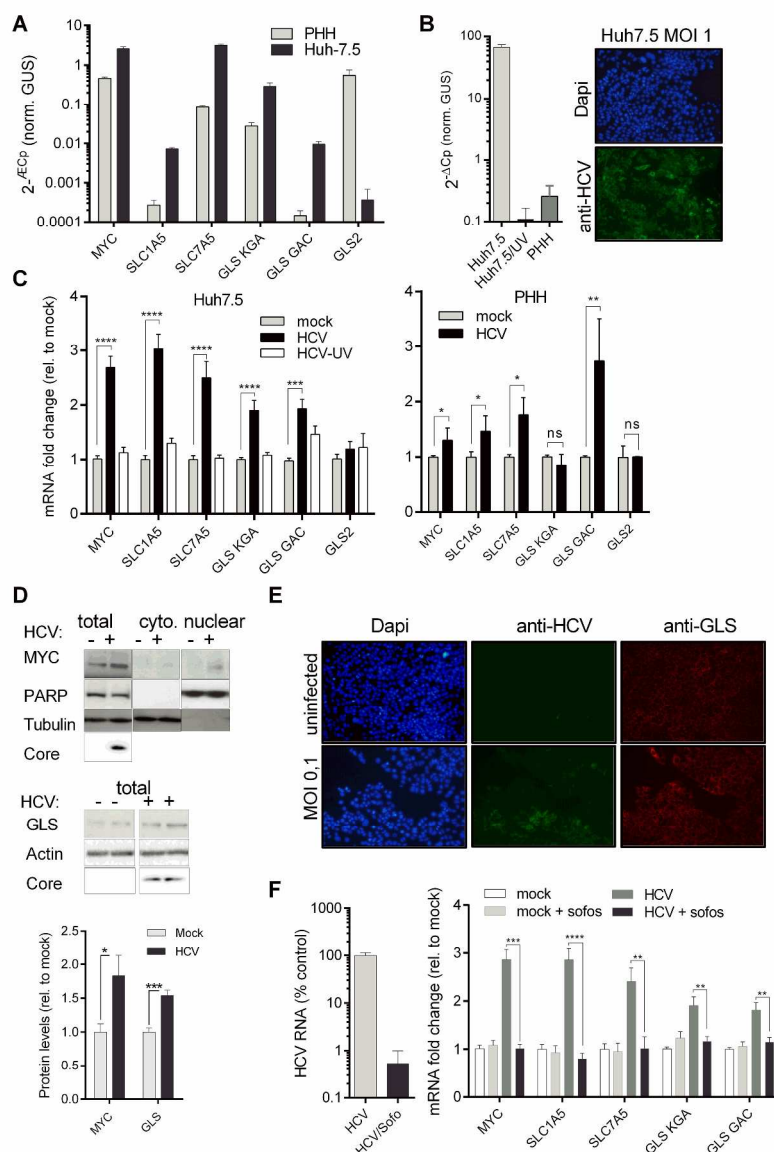 A
PHH
Huh-7.5
2-ÆCp (norm. GUS)
10
1
0.1
0.01
0.001
0.0001
MYC
SLC1A5
SLC7A5
GLS KGA
GLS GAC
GLS2
B
2-ΔCp (norm. GUS)
100
10
1
0.1
Huh7.5
Huh7.5/UV
PHH
Huh7.5 MOI 1
Dapi
anti-HCV
C
Huh7.5
mRNA fold change (rel. to mock)
4
3
2
1
0
mock
HCV
HCV-UV
**** **** **** **** ***
MYC
SLC1A5
SLC7A5
GLS KGA
GLS GAC
GLS2
PHH
4
3
2
1
0
mock
HCV
* * * ns ** ns
MYC
SLC1A5
SLC7A5
GLS KGA
GLS GAC
GLS2
D
total cyto. nuclear
HCV: - + - + - +
MYC
PARP
Tubulin
Core
total
HCV: - - + +
GLS
Actin
Core
Protein levels (rel. to mock)
2.5
2.0
1.5
1.0
0.5
0.0
Mock
HCV
* ***
MYC
GLS
E
Dapi anti-HCV anti-GLS
uninfected
MOI 0,1
F
HCV RNA (% control)
1000
100
10
1
0.1
HCV
HCV/Sofo
mRNA fold change (rel. to mock)
4
3
2
1
0
mock HCV
mock + sofos HCV + sofos
*** **** ** ** **
MYC
SLC1A5
SLC7A5
GLS KGA
GLS GAC